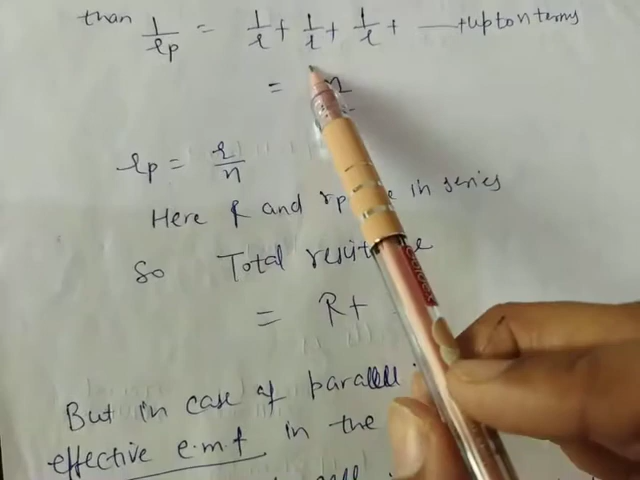 than 1/rp = 1/r + 1/r + 1/r + — + upto n terms
= n
rp = r/n
Here R and rp in series
So Total
= R+
But in case of parallel
effective e.m.f in the